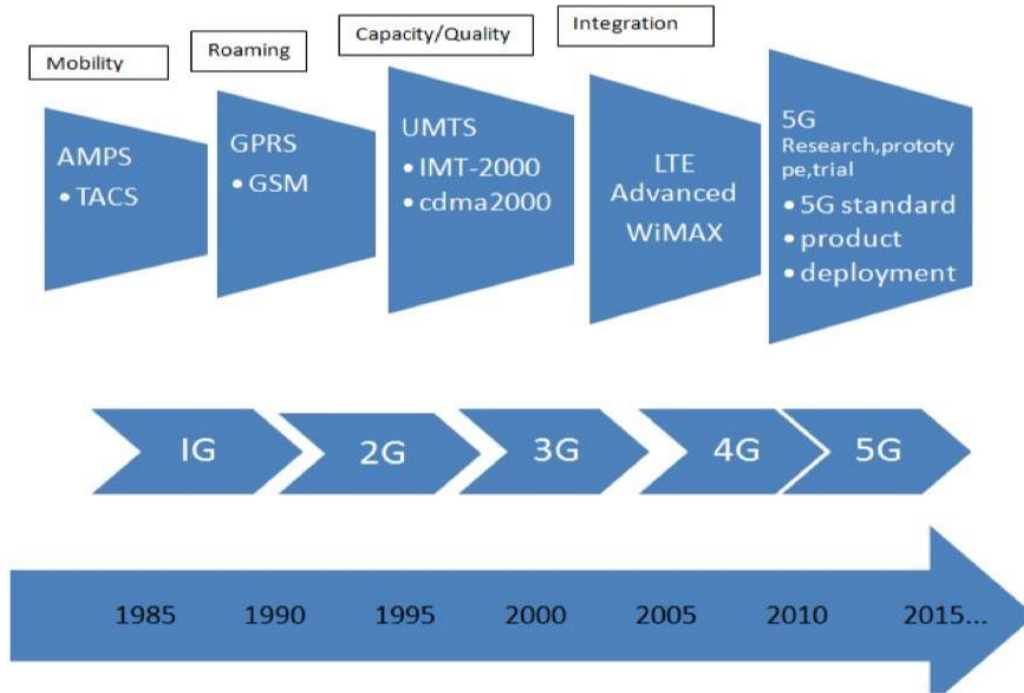 Mobility
Roaming
Capacity/Quality
Integration
AMPS
• TACS
GPRS
• GSM
UMTS
• IMT-2000
• cdma2000
LTE
Advanced
WiMAX
5G
Research,prototy
pe,trial
• 5G standard
• product
• deployment
IG
2G
3G
4G
5G
1985
1990
1995
2000
2005
2010
2015...